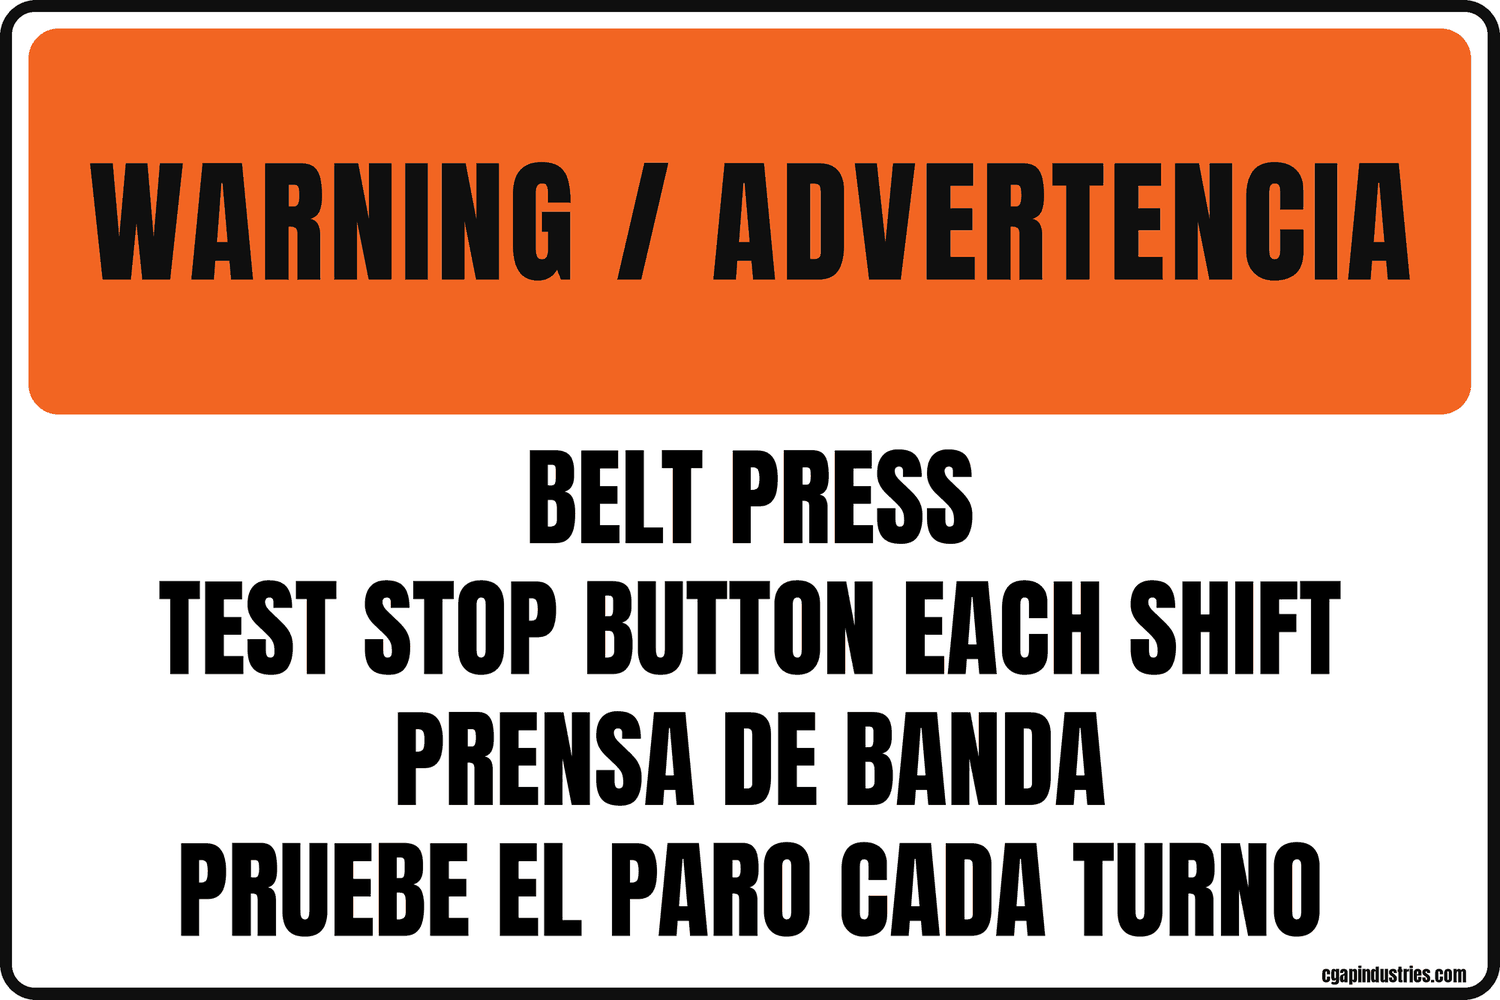 WARNING / ADVERTENCIA
BELT PRESS
TEST STOP BUTTON EACH SHIFT
PRENSA DE BANDA
PRUEBE EL PARO CADA TURNO
cgapindustries.com